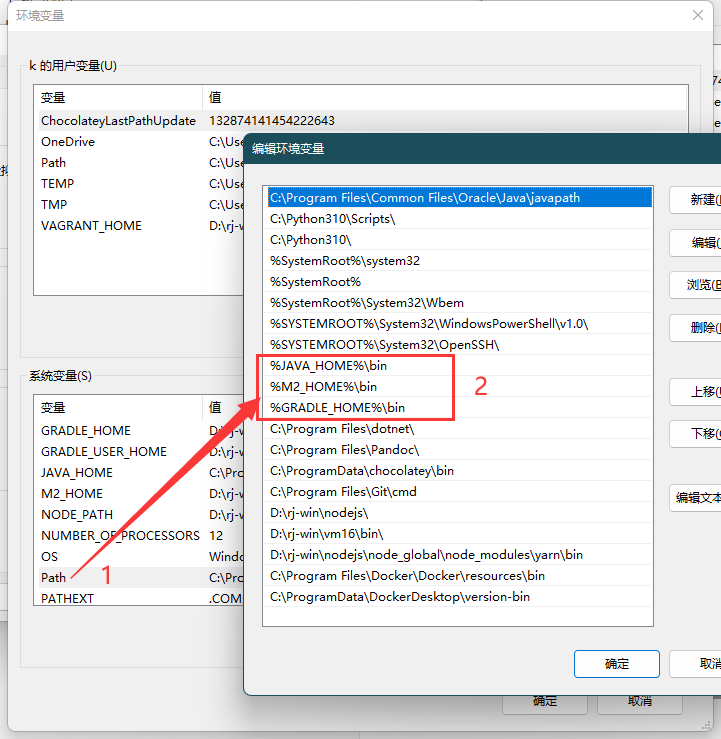 环境变量
k 的用户变量(U)
变量 值
ChocolateyLastPathUpdate 132874141454222643
OneDrive C:\Use
Path C:\Use
TEMP C:\Use
TMP C:\Use
VAGRANT_HOME D:\rj-w
系统变量(S)
变量 值
GRADLE_HOME D:\rj-w
GRADLE_USER_HOME D:\rj-w
JAVA_HOME C:\Pro
M2_HOME D:\rj-w
NODE_PATH D:\rj-w
NUMBER_OF_PROCESSORS 12
OS Windo
Path C:\Pro
PATHEXT .COM;
1
编辑环境变量
C:\Program Files\Common Files\Oracle\Java\javapath
C:\Python310\Scripts\
C:\Python310\
%SystemRoot%\system32
%SystemRoot%
%SystemRoot%\System32\Wbem
%SYSTEMROOT%\System32\WindowsPowerShell\v1.0\
%SYSTEMROOT%\System32\OpenSSH\
%JAVA_HOME%\bin
%M2_HOME%\bin
%GRADLE_HOME%\bin
2
C:\Program Files\dotnet\
C:\Program Files\Pandoc\
C:\ProgramData\chocolatey\bin
C:\Program Files\Git\cmd
D:\rj-win\nodejs\
D:\rj-win\vm16\bin\
D:\rj-win\nodejs\node_global\node_modules\yarn\bin
C:\Program Files\Docker\Docker\resources\bin
C:\ProgramData\DockerDesktop\version-bin
新建(
编辑(
浏览(B
删除(
上移(
下移(
编辑文本
确定 取消
确定 取消